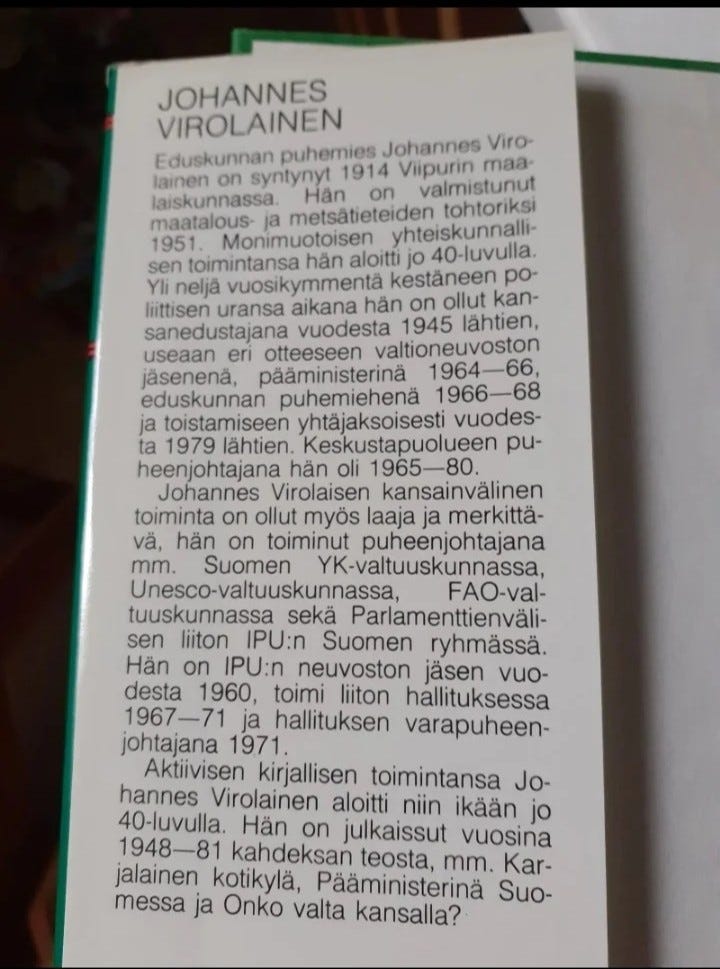 JOHANNES
VIROLAINEN
Eduskunnan puhemies Johannes Viro-
lainen on syntynyt 1914 Viipurin maa-
laiskunnassa. Hän on valmistunut
maatalous- ja metsätieteiden tohtoriksi
1951. Monimuotoisen yhteiskunnalli-
sen toimintansa hän aloitti jo 40-luvulla.
Yli neljä vuosikymmentä kestäneen po-
liittisen uransa aikana hän on ollut kan-
sanedustajana vuodesta 1945 lähtien,
useaan eri otteeseen valtioneuvoston
jäsenenä, pääministerinä 1964—66,
eduskunnan puhemiehenä 1966—68
ja toistamiseen yhtäjaksoisesti vuodes-
ta 1979 lähtien. Keskustapuolueen pu-
heenjohtajana hän oli 1965—80.
Johannes Virolaisen kansainvälinen
toiminta on ollut myös laaja ja merkittä-
vä, hän on toiminut puheenjohtajana
mm. Suomen YK-valtuuskunnassa,
Unesco-valtuuskunnassa, FAO-val-
tuuskunnassa sekä Parlamenttienväli-
sen liiton IPU:n Suomen ryhmässä.
Hän on IPU:n neuvoston jäsen vuo-
desta 1960, toimi liiton hallituksessa
1967—71 ja hallituksen varapuheen-
johtajana 1971.
Aktiivisen kirjallisen toimintansa Jo-
hannes Virolainen aloitti niin ikään jo
40-luvulla. Hän on julkaissut vuosina
1948—81 kahdeksan teosta, mm. Kar-
jalainen kotikylä, Pääministerinä Suo-
messa ja Onko valta kansalla?